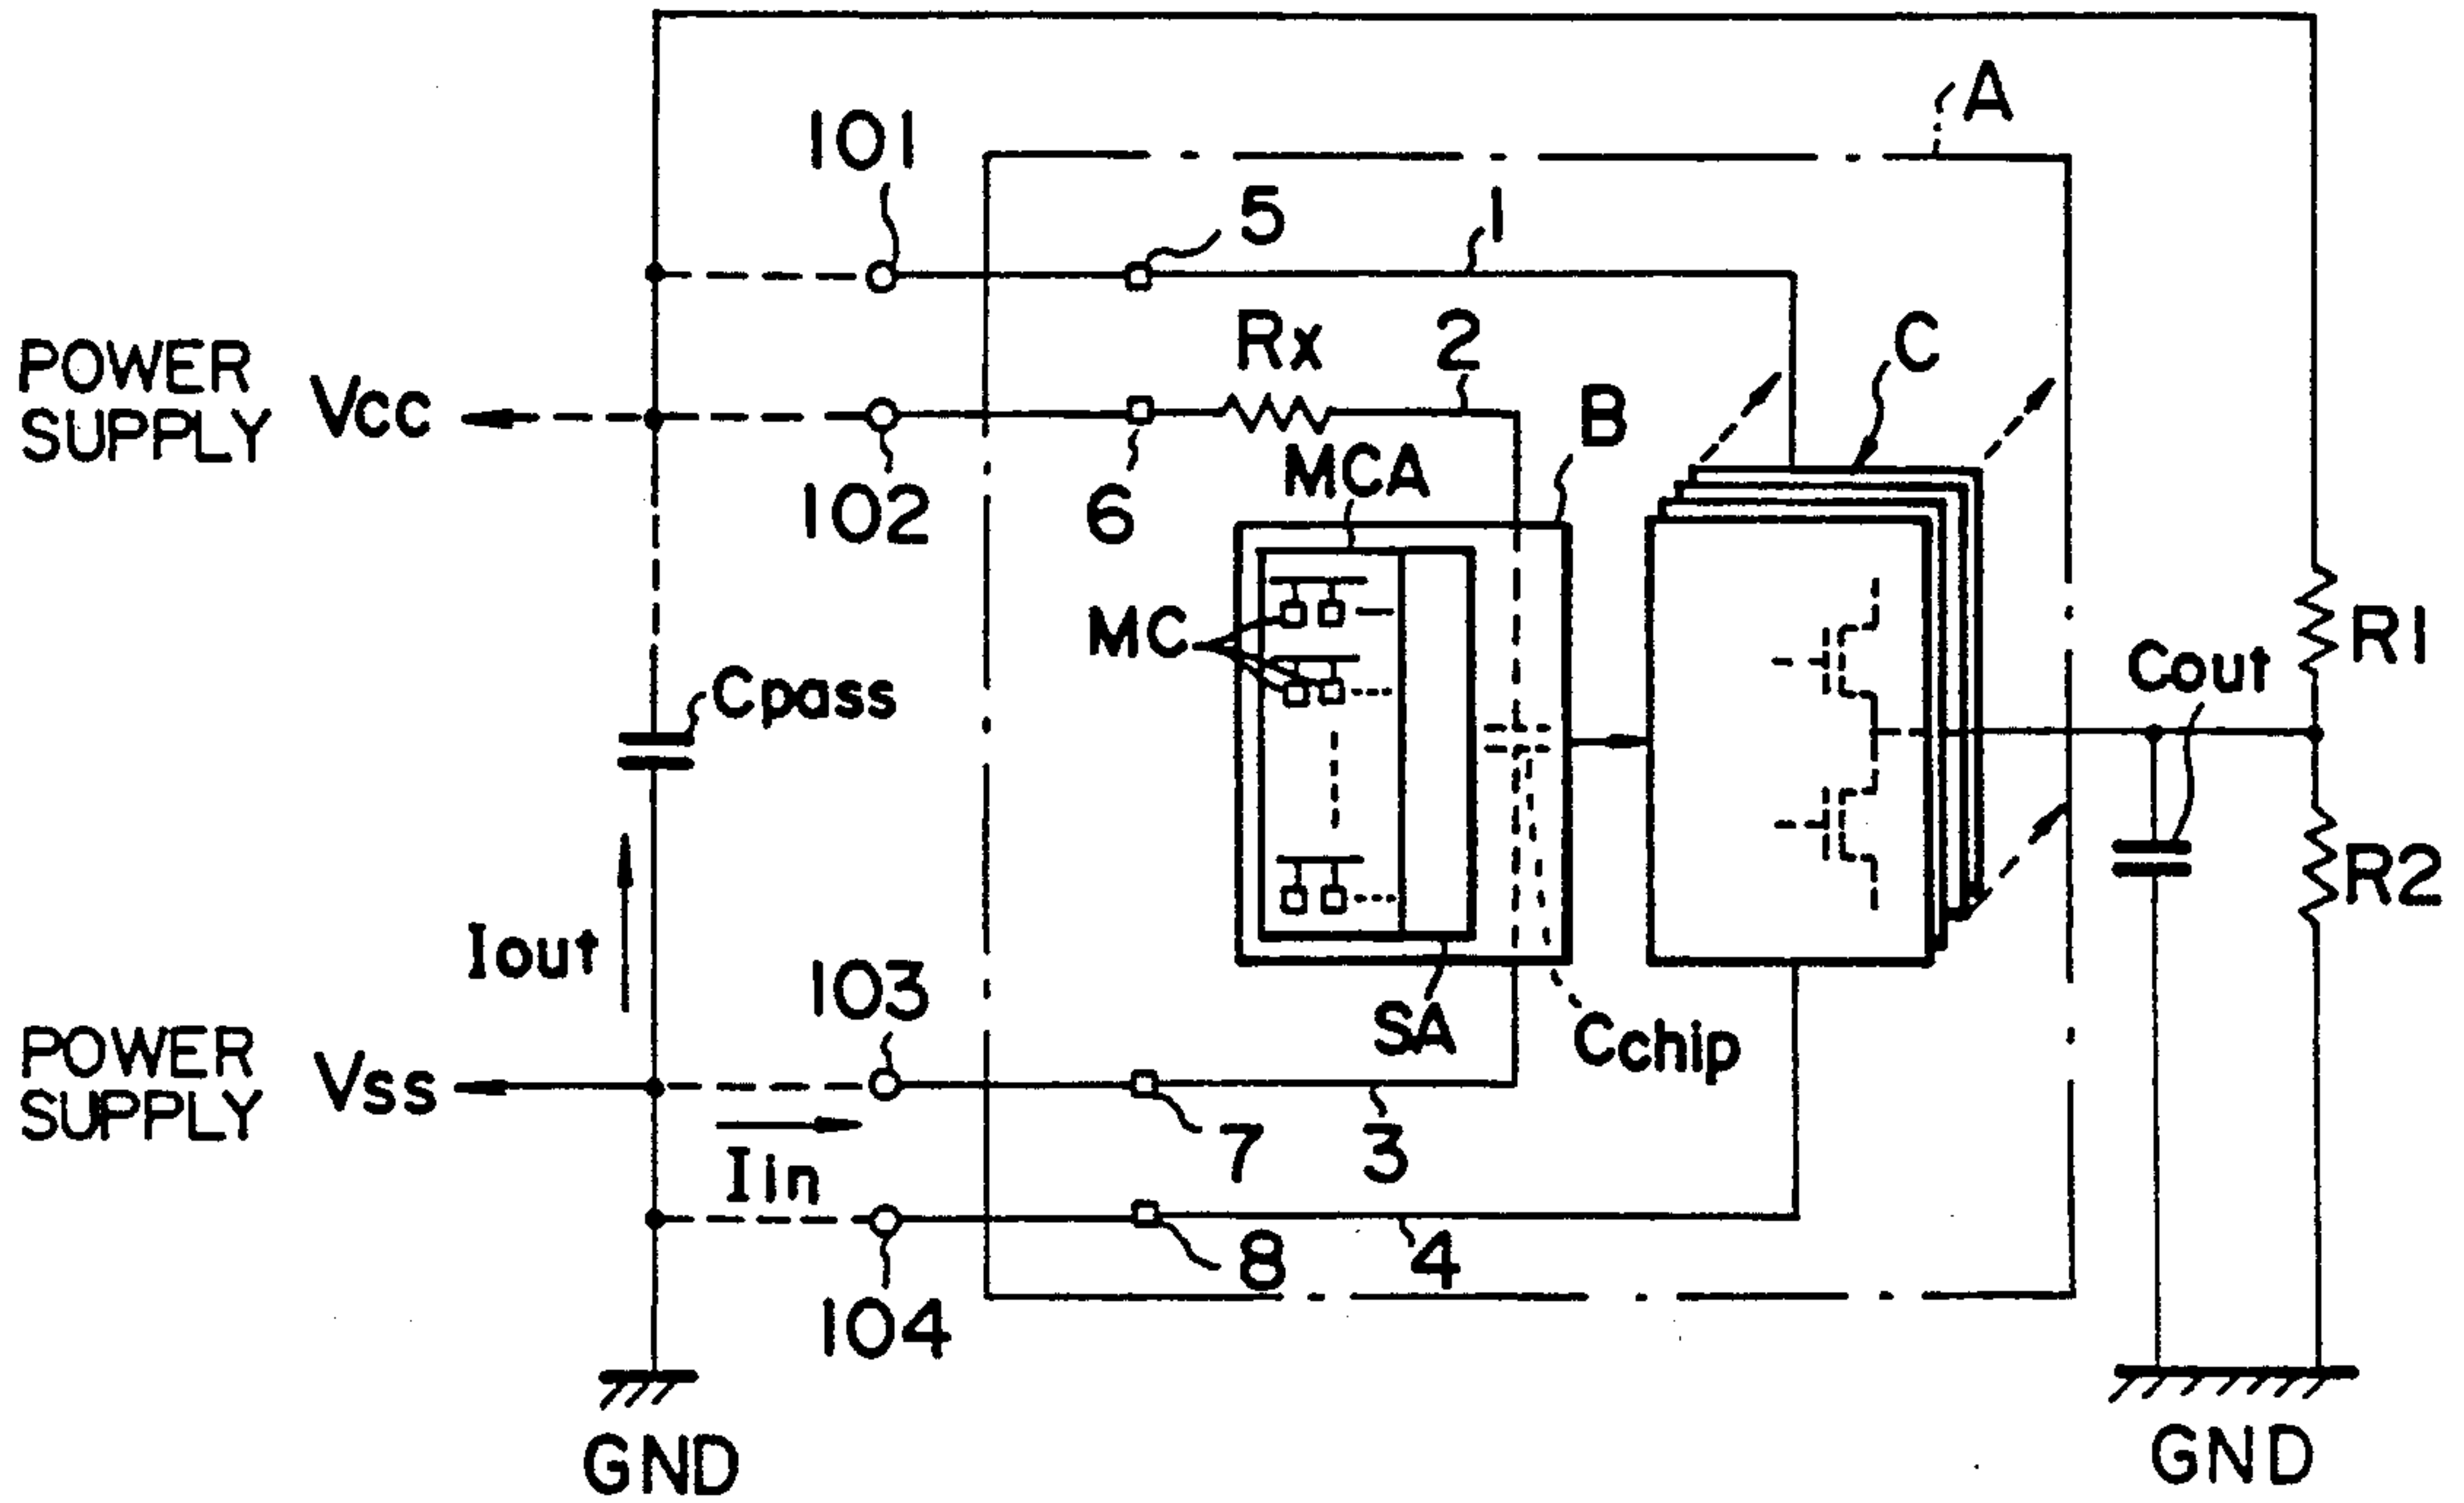 A
101
5
1
Rx
2
C
POWER
SUPPLY
Vcc
B
MCA
102
6
MC
R1
Cout
Cpass
R2
Iout
103
SA
Cchip
POWER
SUPPLY
Vss
7
3
Iin
8
4
104
GND
GND